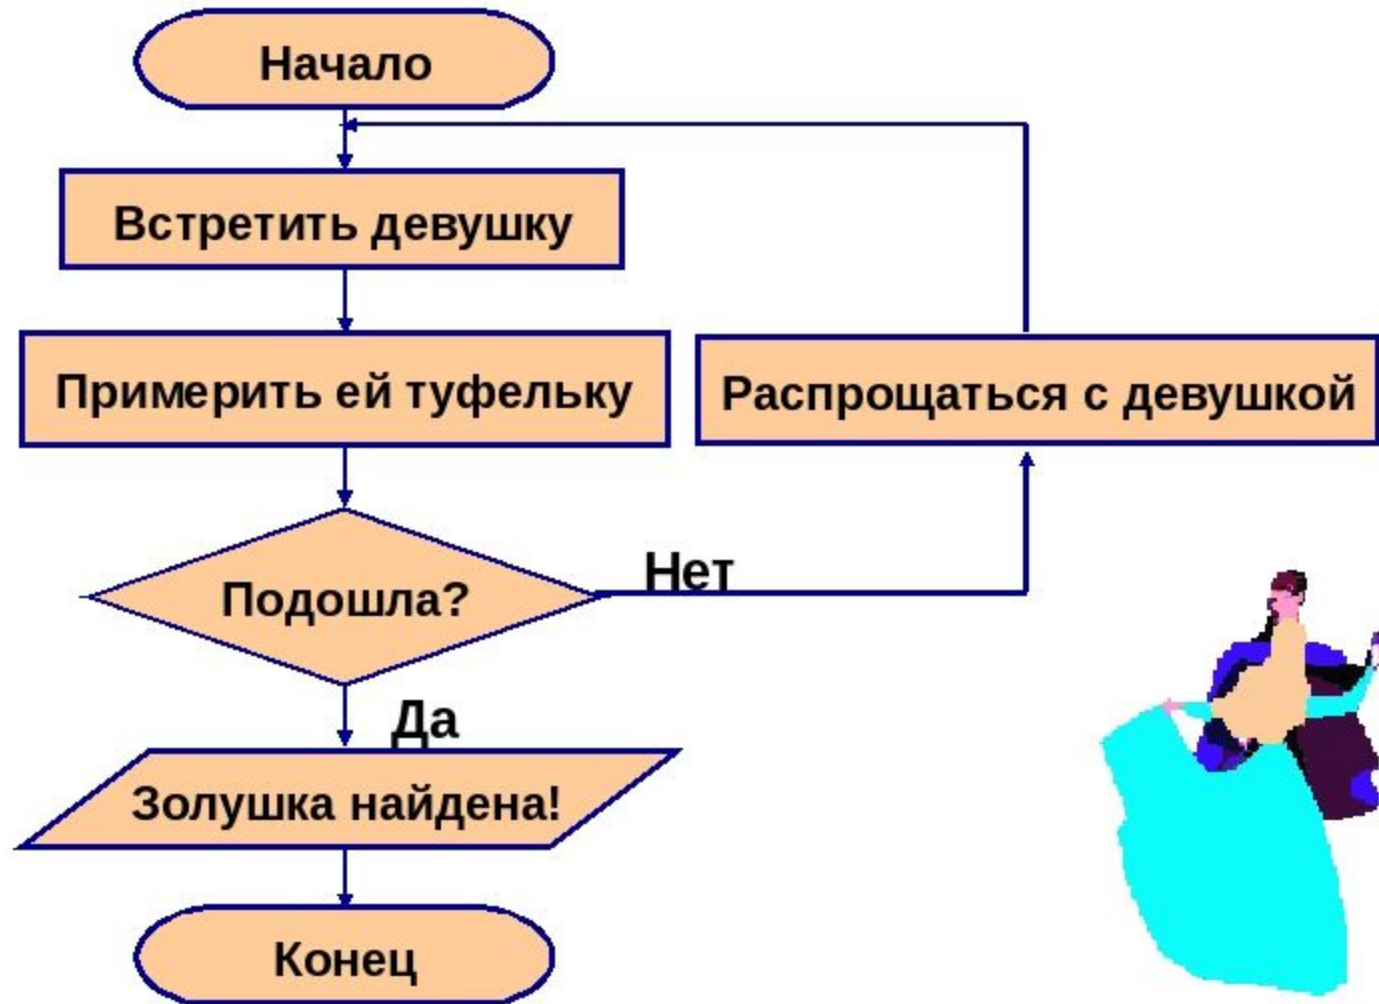 Начало
Встретить девушку
Примерить ей туфельку
Распрощаться с девушкой
Подошла?
Нет
Да
Золушка найдена!
Конец